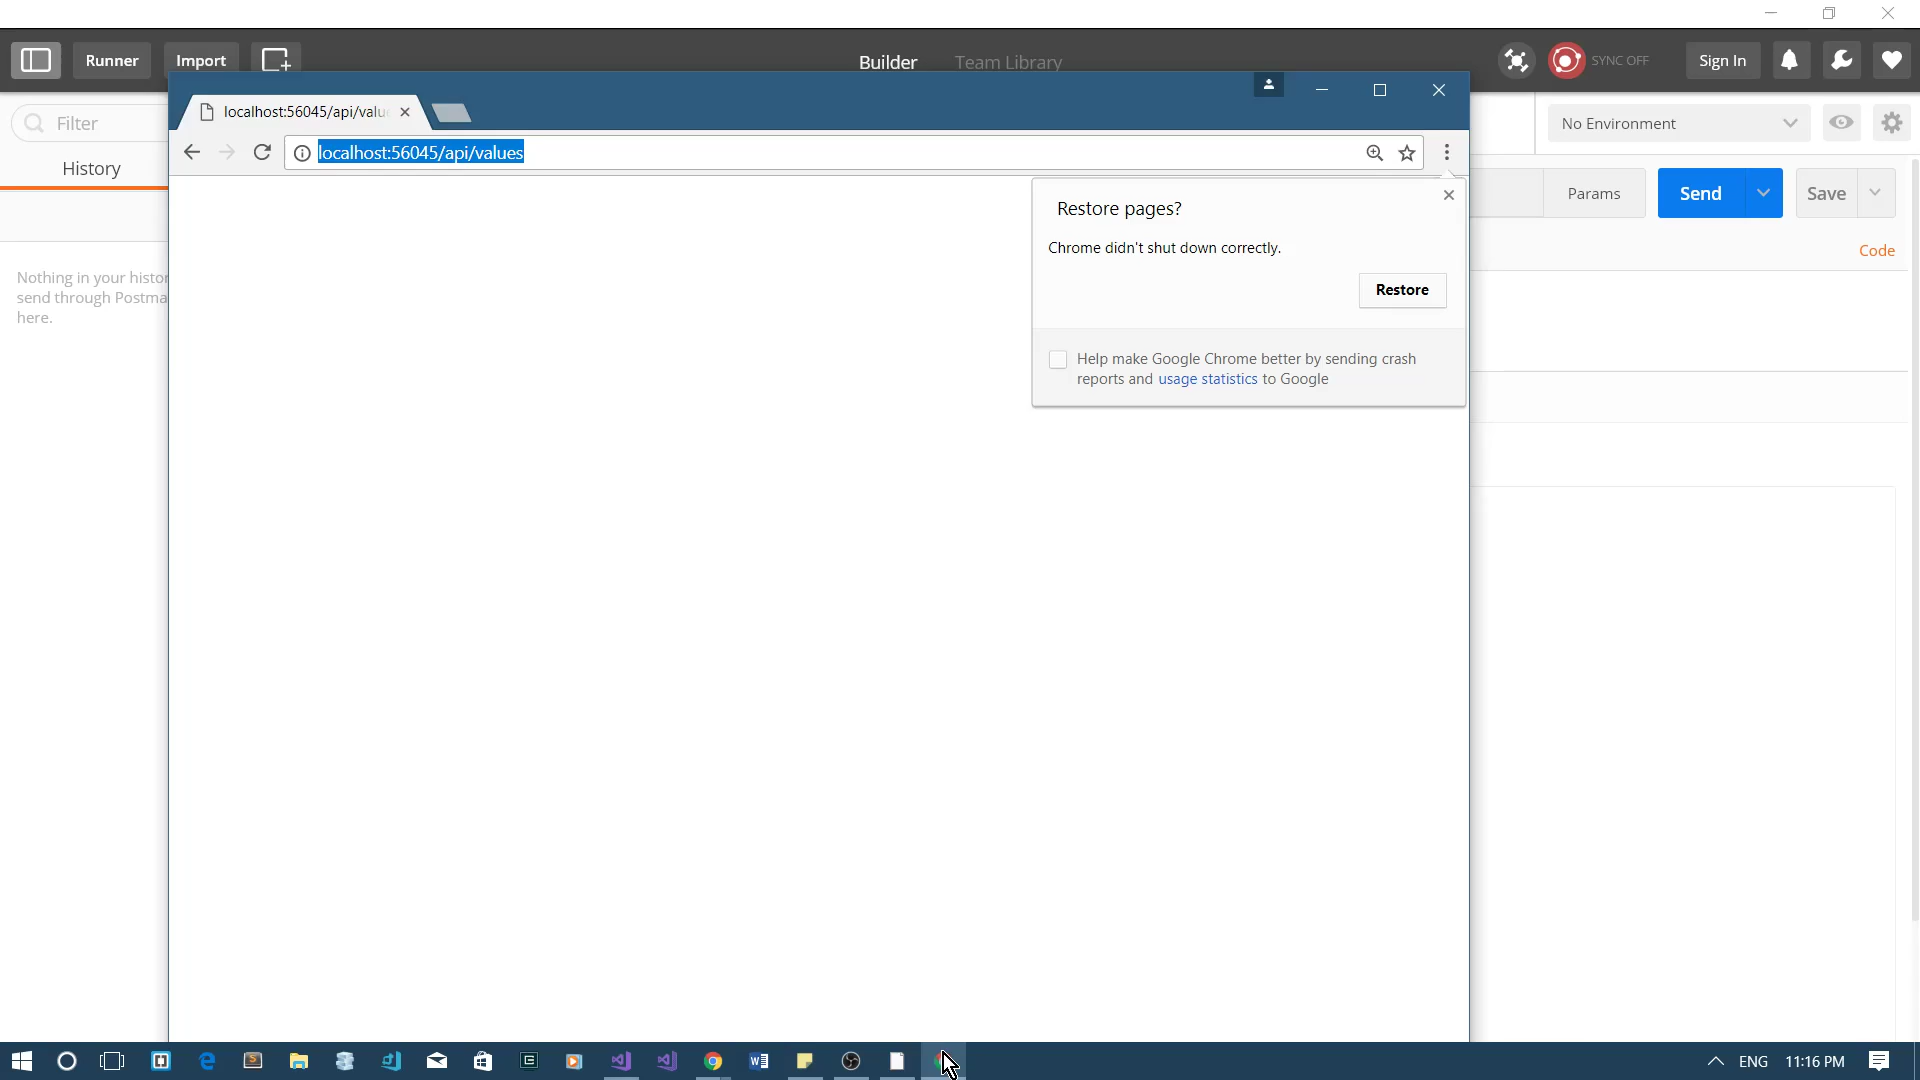 Runner
Import
Builder
Team Library
SYNC OFF
Sign In
localhost:56045/api/valu
Filter
No Environment
localhost:56045/api/values
History
Restore pages?
Params
Send
Save
Chrome didn't shut down correctly.
Code
Nothing in your histor
send through Postma
here.
Restore
Help make Google Chrome better by sending crash
reports and usage statistics to Google
ENG
11:16 PM